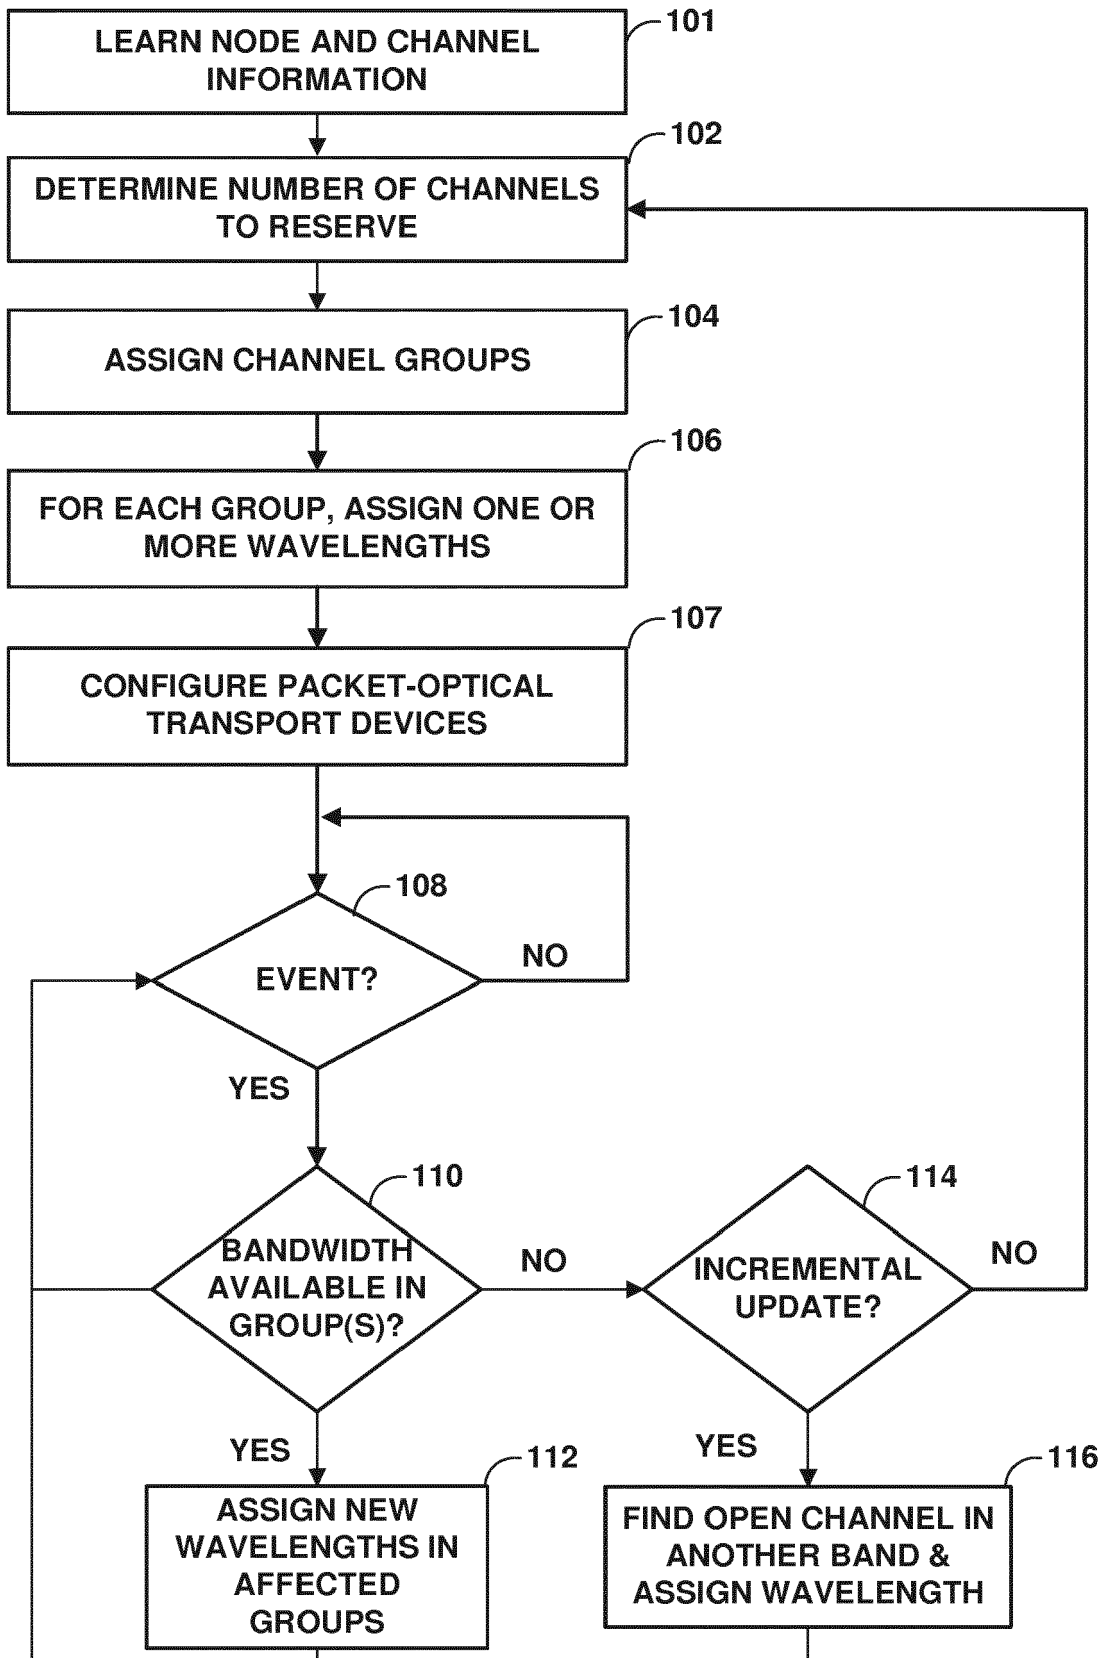 101
LEARN NODE AND CHANNEL
INFORMATION
102
DETERMINE NUMBER OF CHANNELS
TO RESERVE
104
ASSIGN CHANNEL GROUPS
106
FOR EACH GROUP, ASSIGN ONE OR
MORE WAVELENGTHS
107
CONFIGURE PACKET-OPTICAL
TRANSPORT DEVICES
108
EVENT?
NO
YES
110
BANDWIDTH
AVAILABLE IN
GROUP(S)?
NO
YES
114
INCREMENTAL
UPDATE?
NO
YES
112
ASSIGN NEW
WAVELENGTHS IN
AFFECTED
GROUPS
116
FIND OPEN CHANNEL IN
ANOTHER BAND &
ASSIGN WAVELENGTH